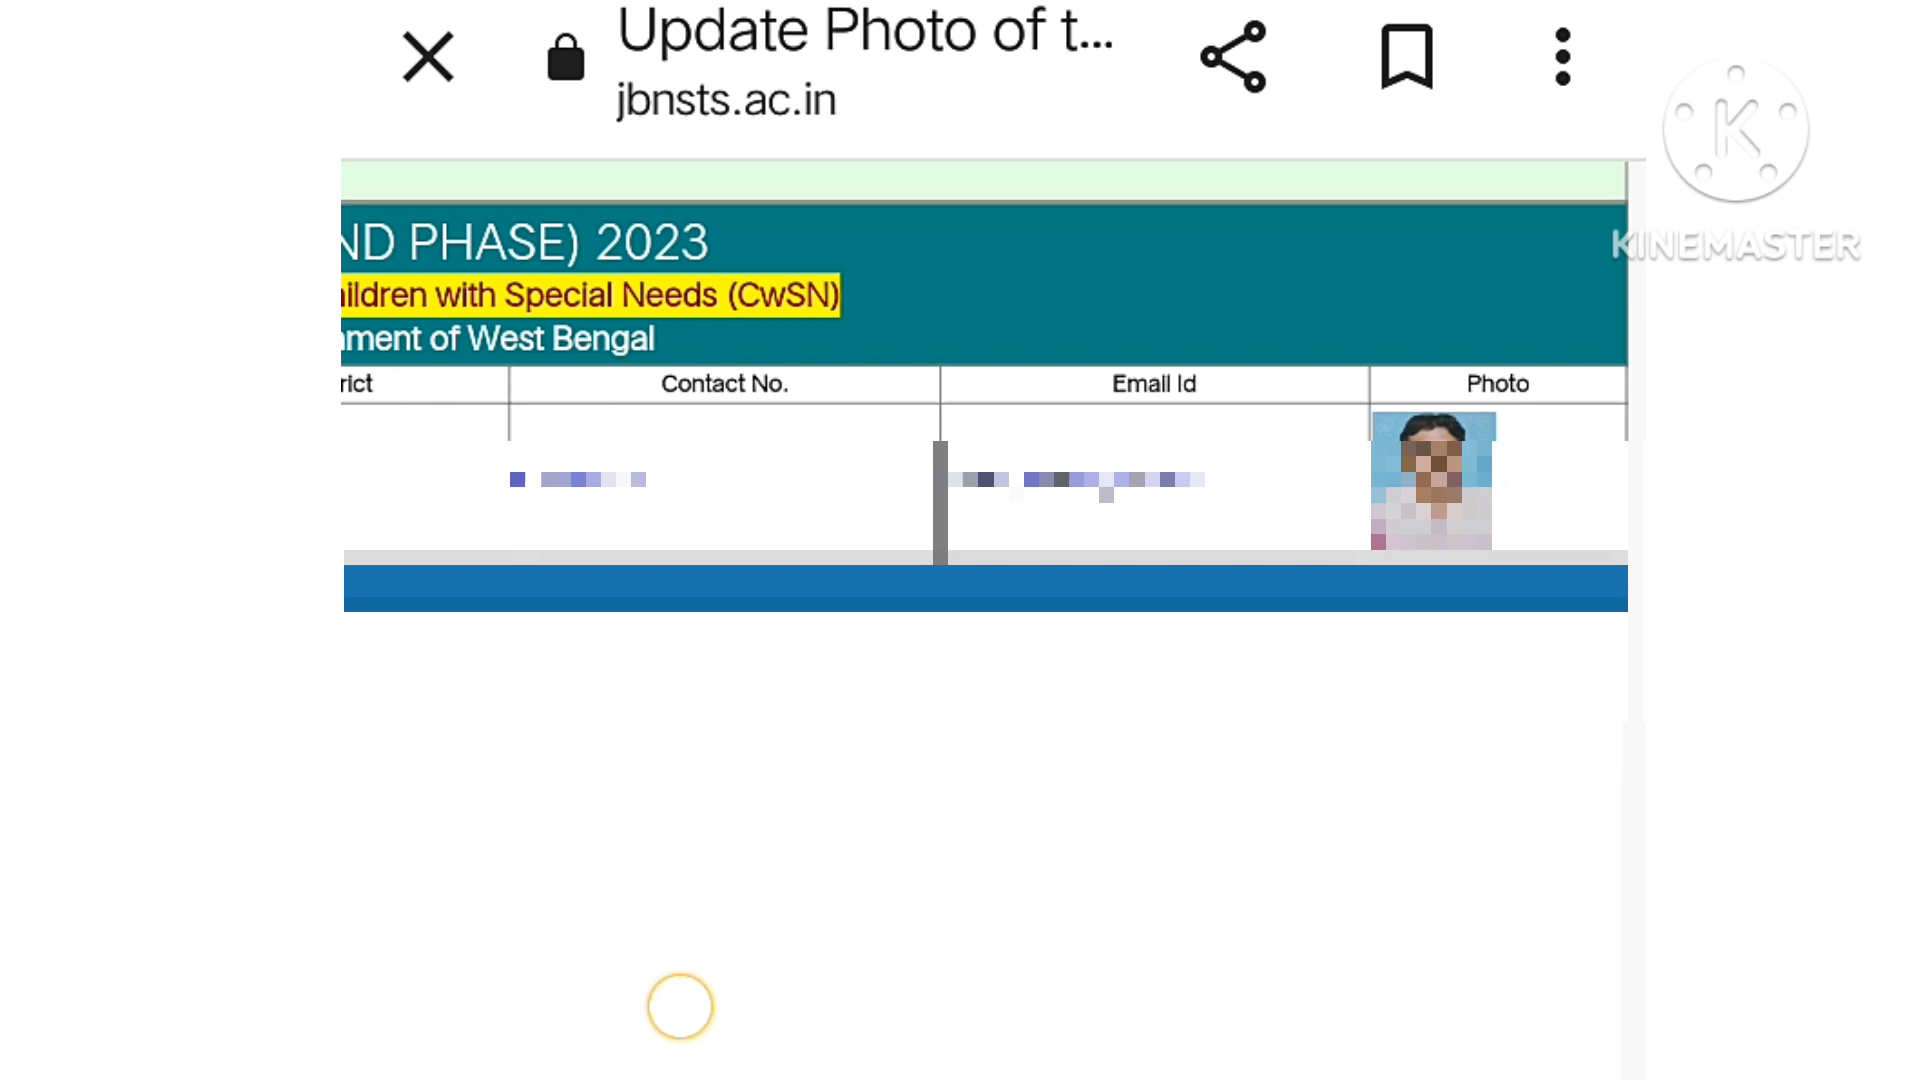 Update Photo of t...
jbnsts.ac.in
K
KINEMASTER
ND PHASE) 2023
ildren with Special Needs (CwSN)
nment of West Bengal
rict Contact No. Email Id Photo